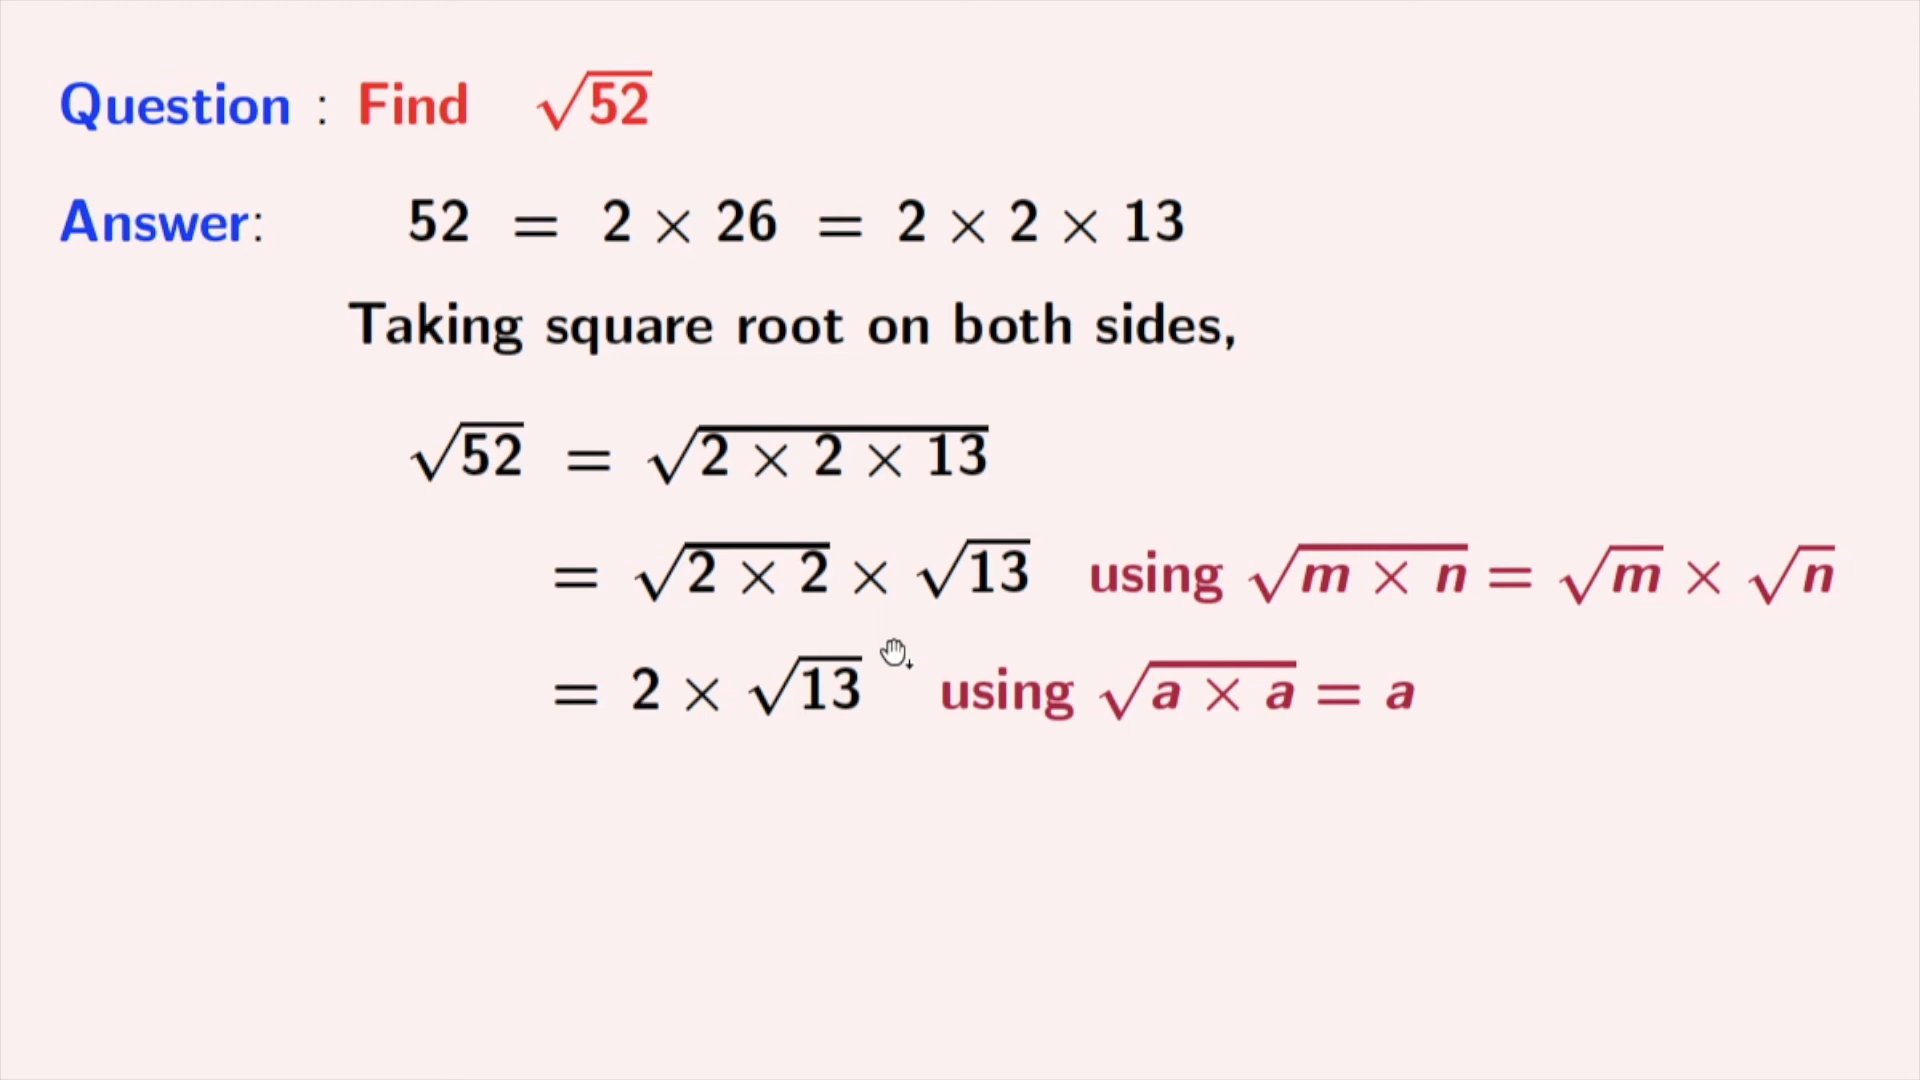 Question : Find √52
Answer: 52 = 2 × 26 = 2 × 2 × 13
Taking square root on both sides,
√52 = √(2 × 2 × 13)
= √(2 × 2) × √13 using √(m × n) = √m × √n
= 2 × √13 using √(a × a) = a